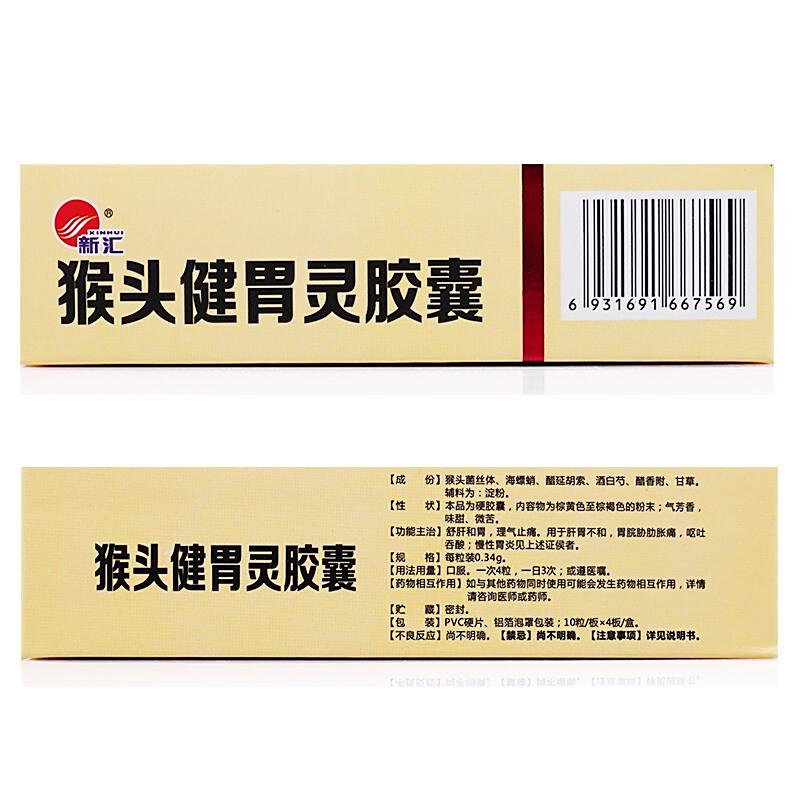 ®
XINHUI
新汇
猴头健胃灵胶囊
6 931691 667569
猴头健胃灵胶囊
【成　份】猴头菌丝体、海螵蛸、醋延胡索、酒白芍、醋香附、甘草。
辅料为：淀粉。
【性　状】本品为硬胶囊，内容物为棕黄色至棕褐色的粉末；气芳香，
味甜、微苦。
【功能主治】舒肝和胃，理气止痛。用于肝胃不和，胃脘胁肋胀痛，呕吐
吞酸；慢性胃炎见上述证侯者。
【规　格】每粒装0.34g。
【用法用量】口服。一次4粒，一日3次；或遵医嘱。
【药物相互作用】如与其他药物同时使用可能会发生药物相互作用，详情
请咨询医师或药师。
【贮　藏】密封。
【包　装】PVC硬片、铝箔泡罩包装；10粒/板×4板/盒。
【不良反应】尚不明确。【禁忌】尚不明确。【注意事项】详见说明书。